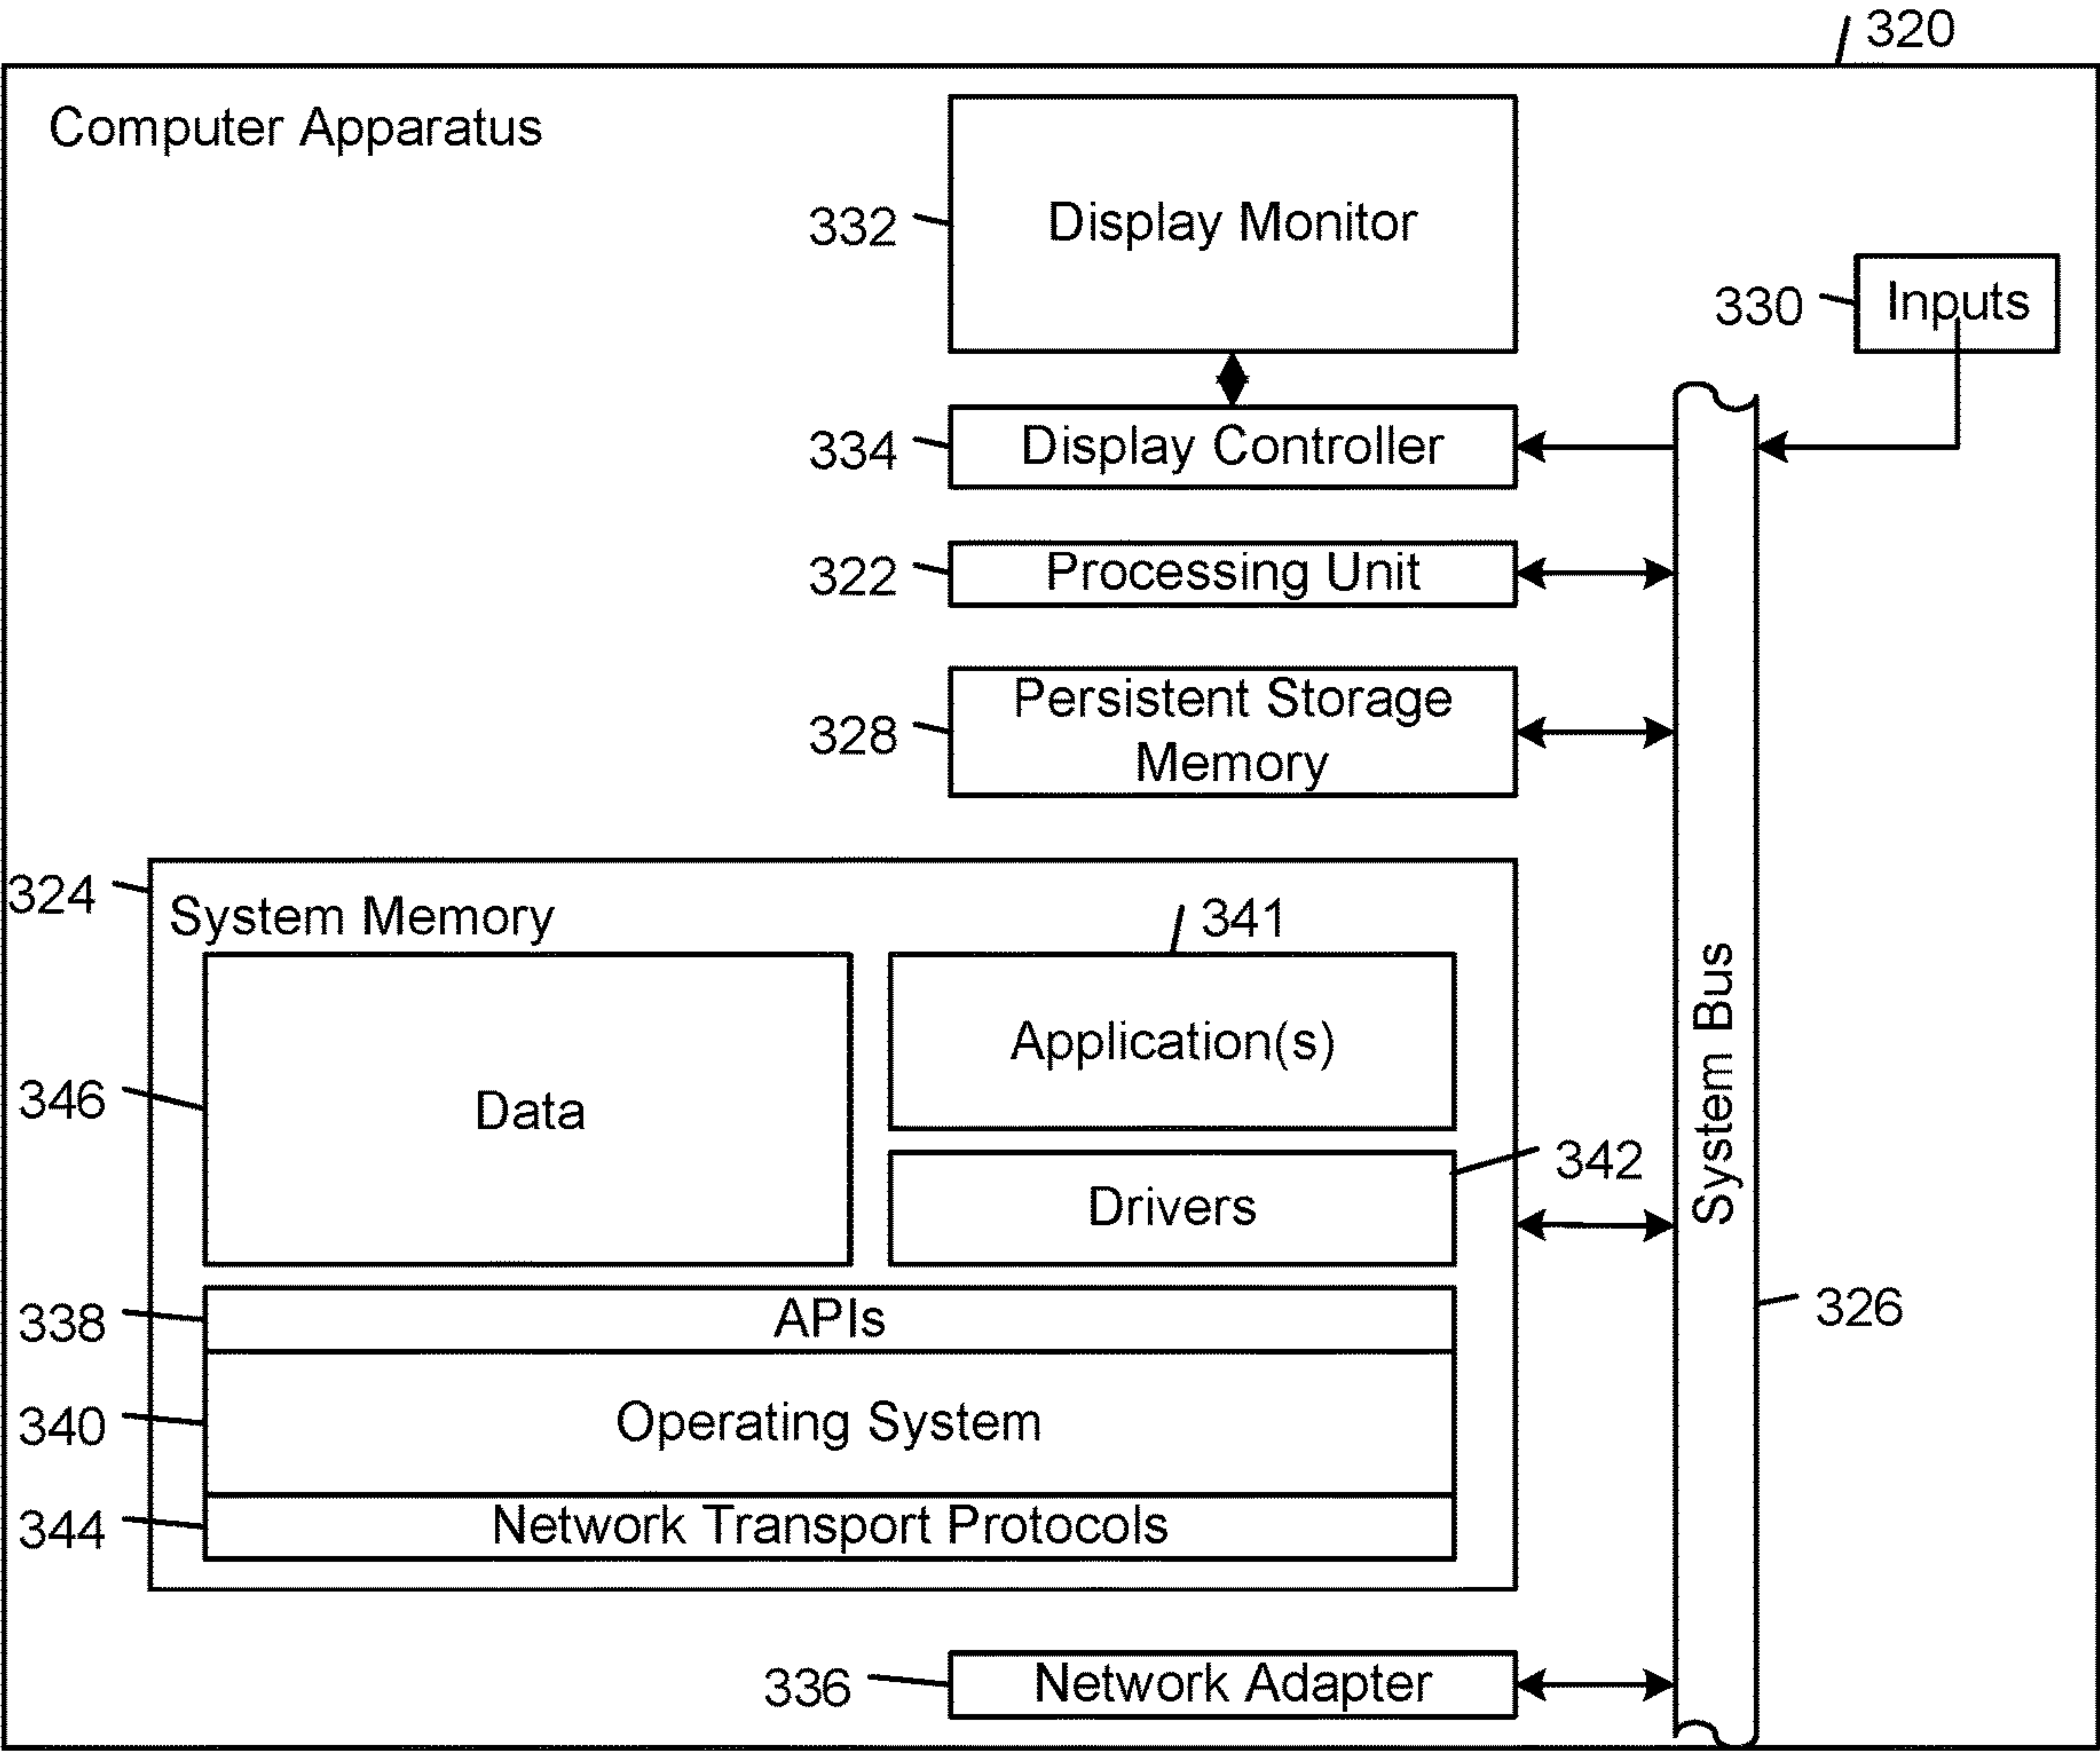 320
Computer Apparatus
332
Display Monitor
330
Inputs
334
Display Controller
322
Processing Unit
328
Persistent Storage
Memory
324
System Memory
341
Application(s)
346
Data
342
Drivers
System Bus
326
338
APIs
340
Operating System
344
Network Transport Protocols
336
Network Adapter